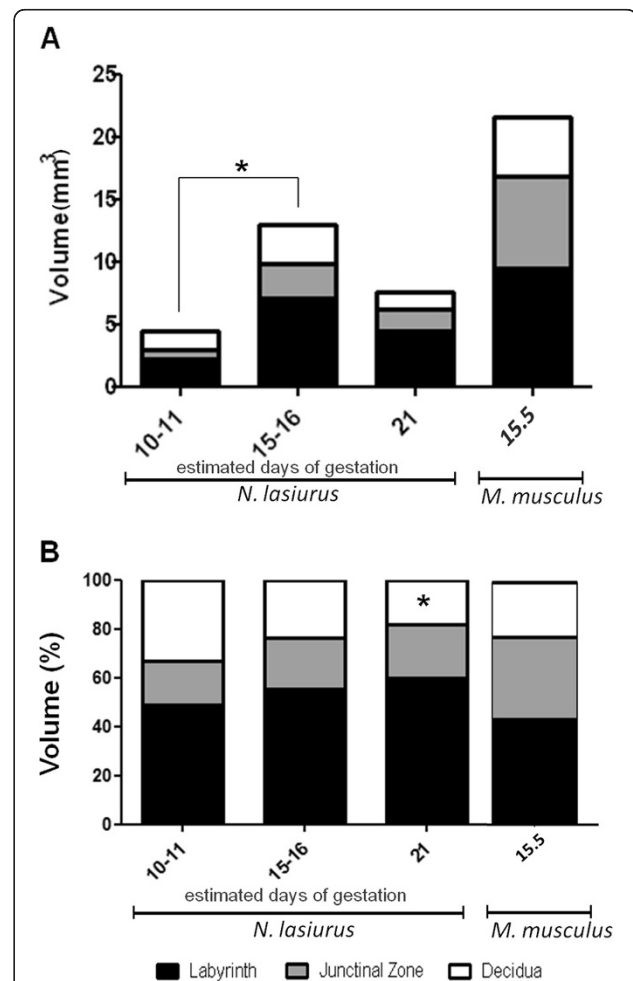 A
Volume(mm3)
25
20
15
10
5
0
*
10-11
15-16
21
15.5
estimated days of gestation
N. lasiurus
M. musculus
B
Volume (%)
100
80
60
40
20
0
*
10-11
15-16
21
15.5
estimated days of gestation
N. lasiurus
M. musculus
Labyrinth Junctinal Zone Decidua